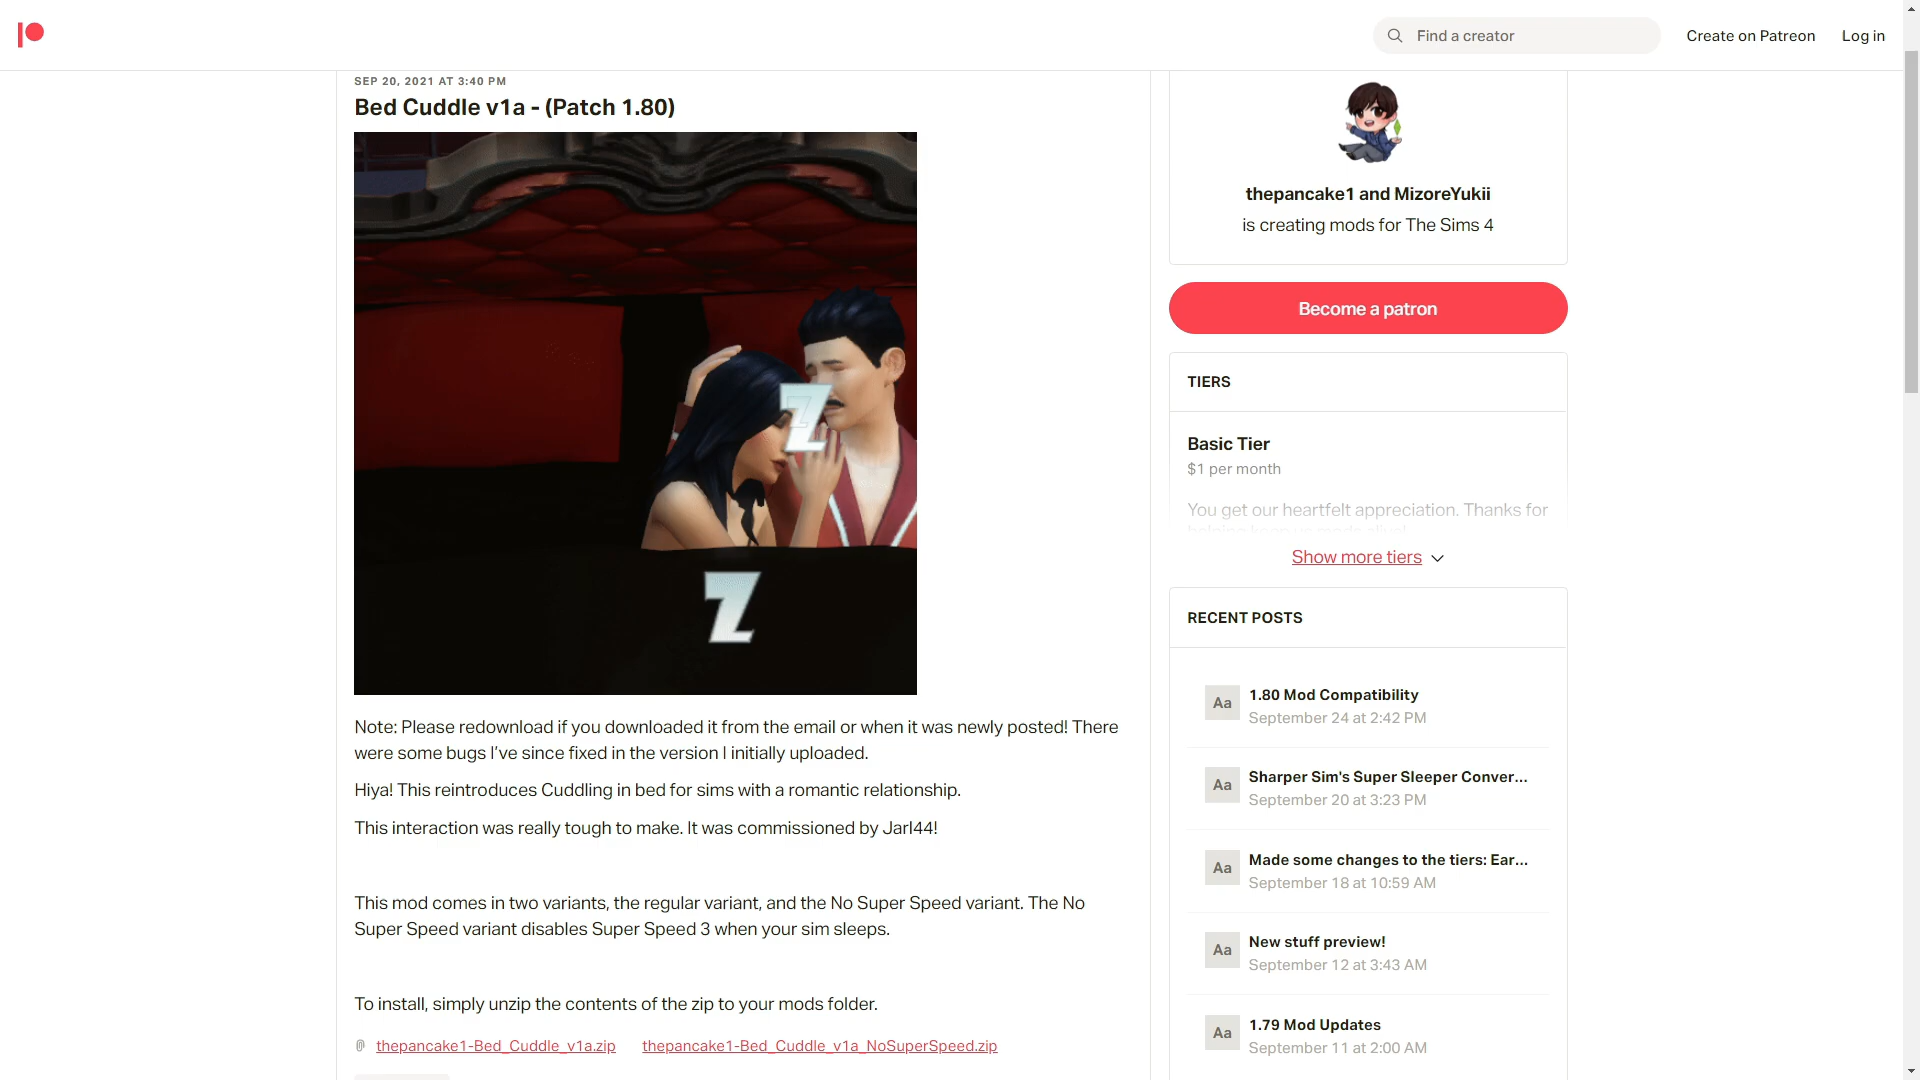 Find a creator
Create on Patreon
Log in
SEP 20, 2021 AT 3:40 PM
Bed Cuddle v1a - (Patch 1.80)
Z
Z
Note: Please redownload if you downloaded it from the email or when it was newly posted! There
were some bugs I’ve since fixed in the version I initially uploaded.
Hiya! This reintroduces Cuddling in bed for sims with a romantic relationship.
This interaction was really tough to make. It was commissioned by Jarl44!
This mod comes in two variants, the regular variant, and the No Super Speed variant. The No
Super Speed variant disables Super Speed 3 when your sim sleeps.
To install, simply unzip the contents of the zip to your mods folder.
thepancake1-Bed_Cuddle_v1a.zip
thepancake1-Bed_Cuddle_v1a_NoSuperSpeed.zip
thepancake1 and MizoreYukii
is creating mods for The Sims 4
Become a patron
TIERS
Basic Tier
$1 per month
You get our heartfelt appreciation. Thanks for
Show more tiers
RECENT POSTS
Aa
1.80 Mod Compatibility
September 24 at 2:42 PM
Aa
Sharper Sim's Super Sleeper Conver...
September 20 at 3:23 PM
Aa
Made some changes to the tiers: Ear...
September 18 at 10:59 AM
Aa
New stuff preview!
September 12 at 3:43 AM
Aa
1.79 Mod Updates
September 11 at 2:00 AM